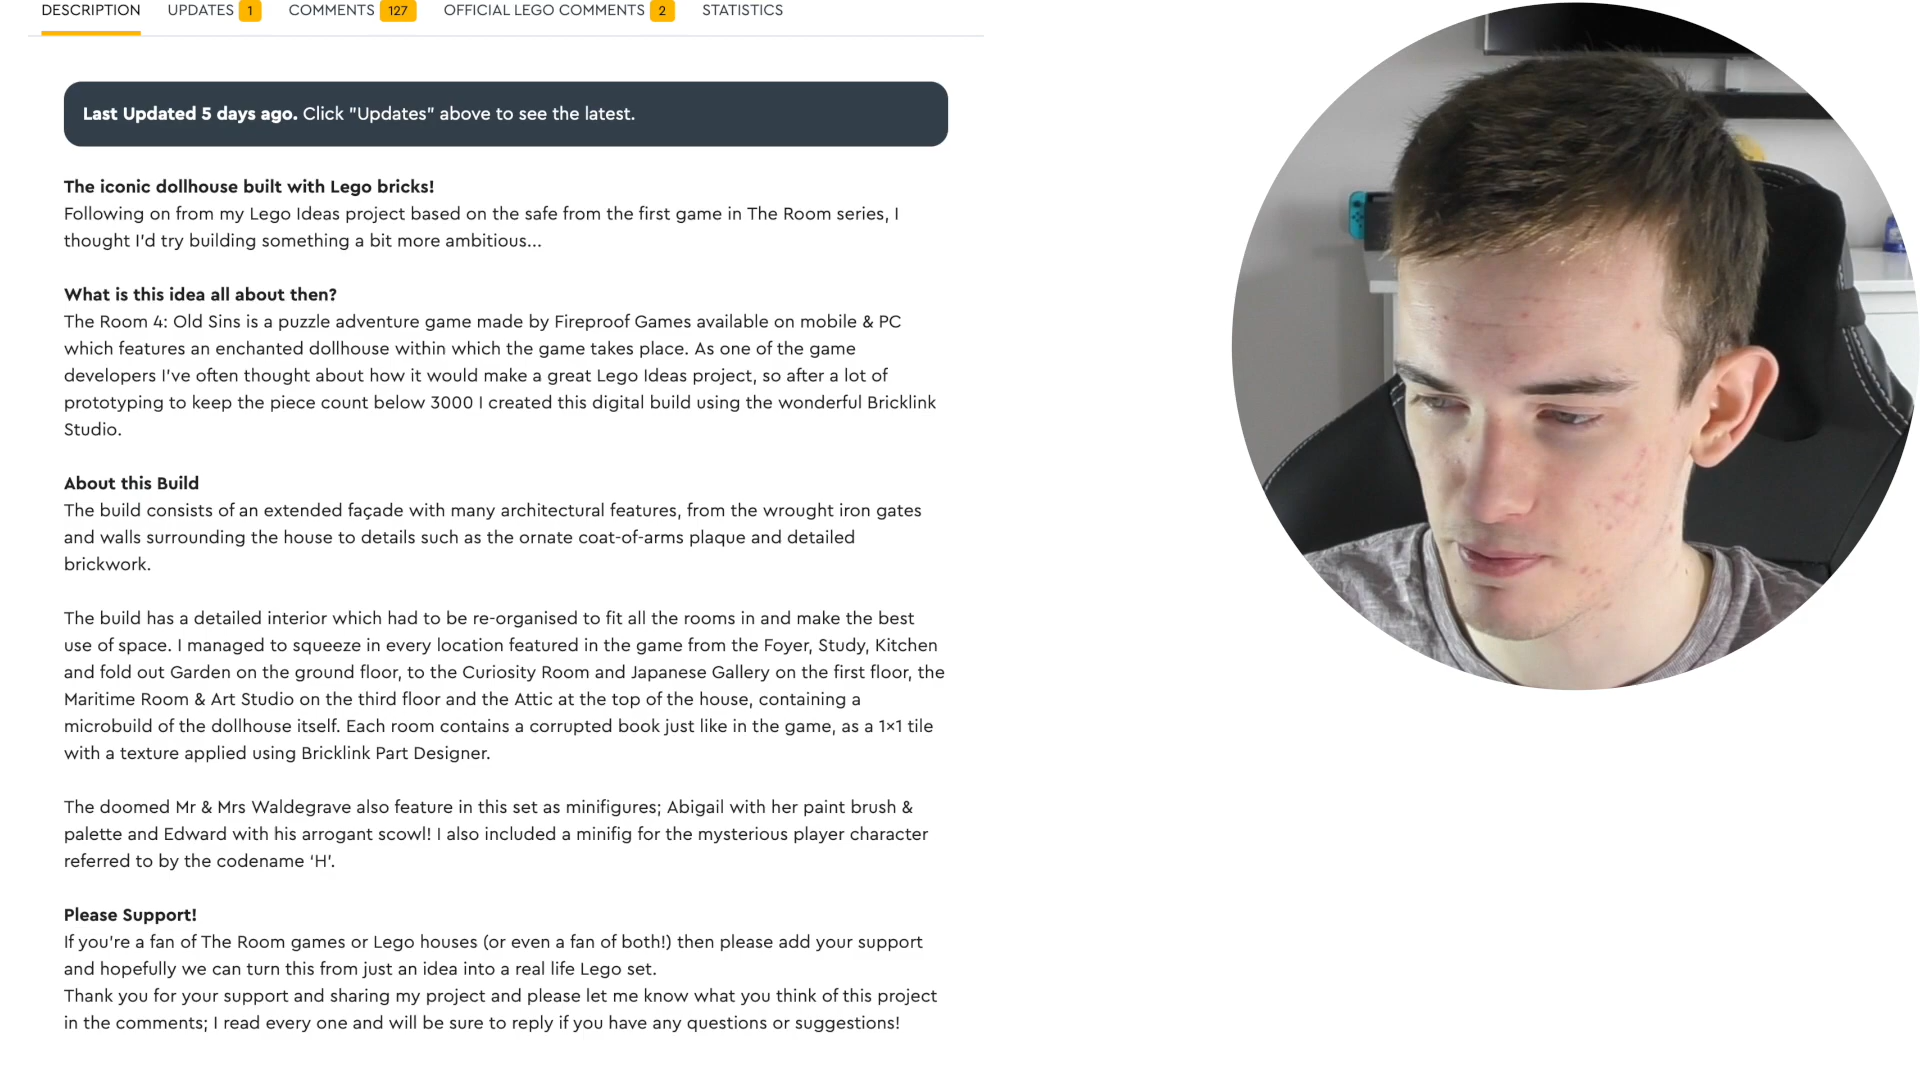 DESCRIPTION UPDATES 1 COMMENTS 127 OFFICIAL LEGO COMMENTS 2 STATISTICS
Last Updated 5 days ago. Click "Updates" above to see the latest.
The iconic dollhouse built with Lego bricks!
Following on from my Lego Ideas project based on the safe from the first game in The Room series, I
thought I'd try building something a bit more ambitious...
What is this idea all about then?
The Room 4: Old Sins is a puzzle adventure game made by Fireproof Games available on mobile & PC
which features an enchanted dollhouse within which the game takes place. As one of the game
developers I've often thought about how it would make a great Lego Ideas project, so after a lot of
prototyping to keep the piece count below 3000 I created this digital build using the wonderful Bricklink
Studio.
About this Build
The build consists of an extended façade with many architectural features, from the wrought iron gates
and walls surrounding the house to details such as the ornate coat-of-arms plaque and detailed
brickwork.
The build has a detailed interior which had to be re-organised to fit all the rooms in and make the best
use of space. I managed to squeeze in every location featured in the game from the Foyer, Study, Kitchen
and fold out Garden on the ground floor, to the Curiosity Room and Japanese Gallery on the first floor, the
Maritime Room & Art Studio on the third floor and the Attic at the top of the house, containing a
microbuild of the dollhouse itself. Each room contains a corrupted book just like in the game, as a 1×1 tile
with a texture applied using Bricklink Part Designer.
The doomed Mr & Mrs Waldegrave also feature in this set as minifigures; Abigail with her paint brush &
palette and Edward with his arrogant scowl! I also included a minifig for the mysterious player character
referred to by the codename 'H'.
Please Support!
If you're a fan of The Room games or Lego houses (or even a fan of both!) then please add your support
and hopefully we can turn this from just an idea into a real life Lego set.
Thank you for your support and sharing my project and please let me know what you think of this project
in the comments; I read every one and will be sure to reply if you have any questions or suggestions!